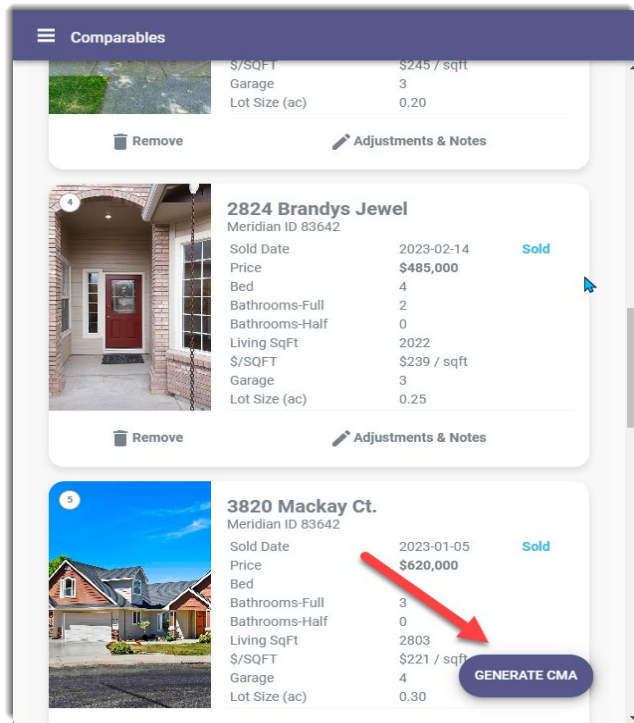 Comparables
$/SQFT $245 / sqft
Garage 3
Lot Size (ac) 0.20
Remove Adjustments & Notes
4
2824 Brandys Jewel
Meridian ID 83642
Sold Date 2023-02-14 Sold
Price $485,000
Bed 4
Bathrooms-Full 2
Bathrooms-Half 0
Living SqFt 2022
$/SQFT $239 / sqft
Garage 3
Lot Size (ac) 0.25
Remove Adjustments & Notes
5
3820 Mackay Ct.
Meridian ID 83642
Sold Date 2023-01-05 Sold
Price $620,000
Bed
Bathrooms-Full 3
Bathrooms-Half 0
Living SqFt 2803
$/SQFT $221 / sqft
GENERATE CMA
Garage 4
Lot Size (ac) 0.30